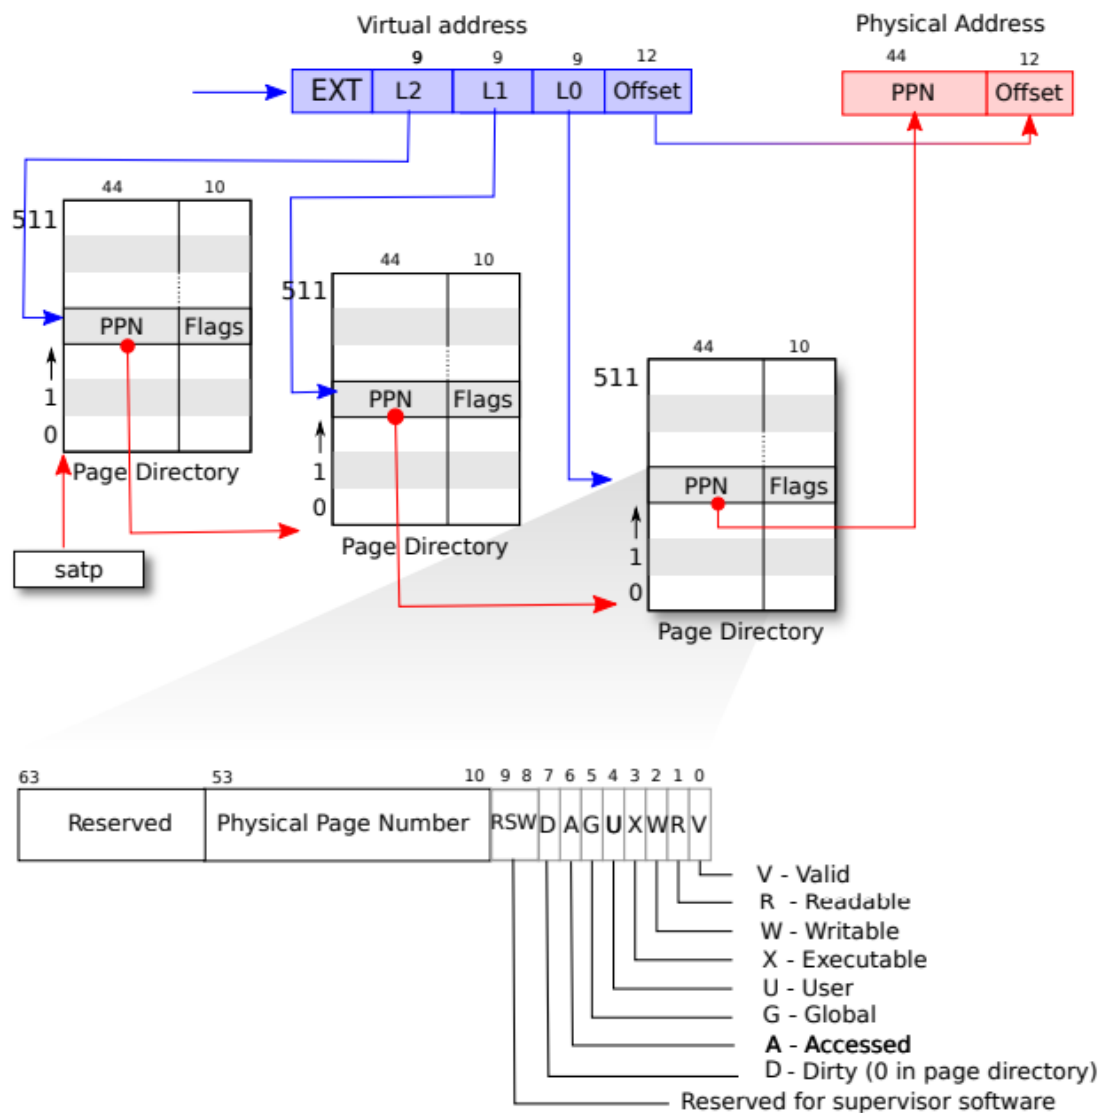 Virtual address
Physical Address
9 9 9 12
44 12
EXT L2 L1 L0 Offset
PPN Offset
44 10
511
PPN Flags
1
0
Page Directory
satp
44 10
511
PPN Flags
1
0
Page Directory
44 10
511
PPN Flags
1
0
Page Directory
63 53 10 9 8 7 6 5 4 3 2 1 0
Reserved Physical Page Number RSW D A G U X W R V
V - Valid
R - Readable
W - Writable
X - Executable
U - User
G - Global
A - Accessed
D - Dirty (0 in page directory)
Reserved for supervisor software